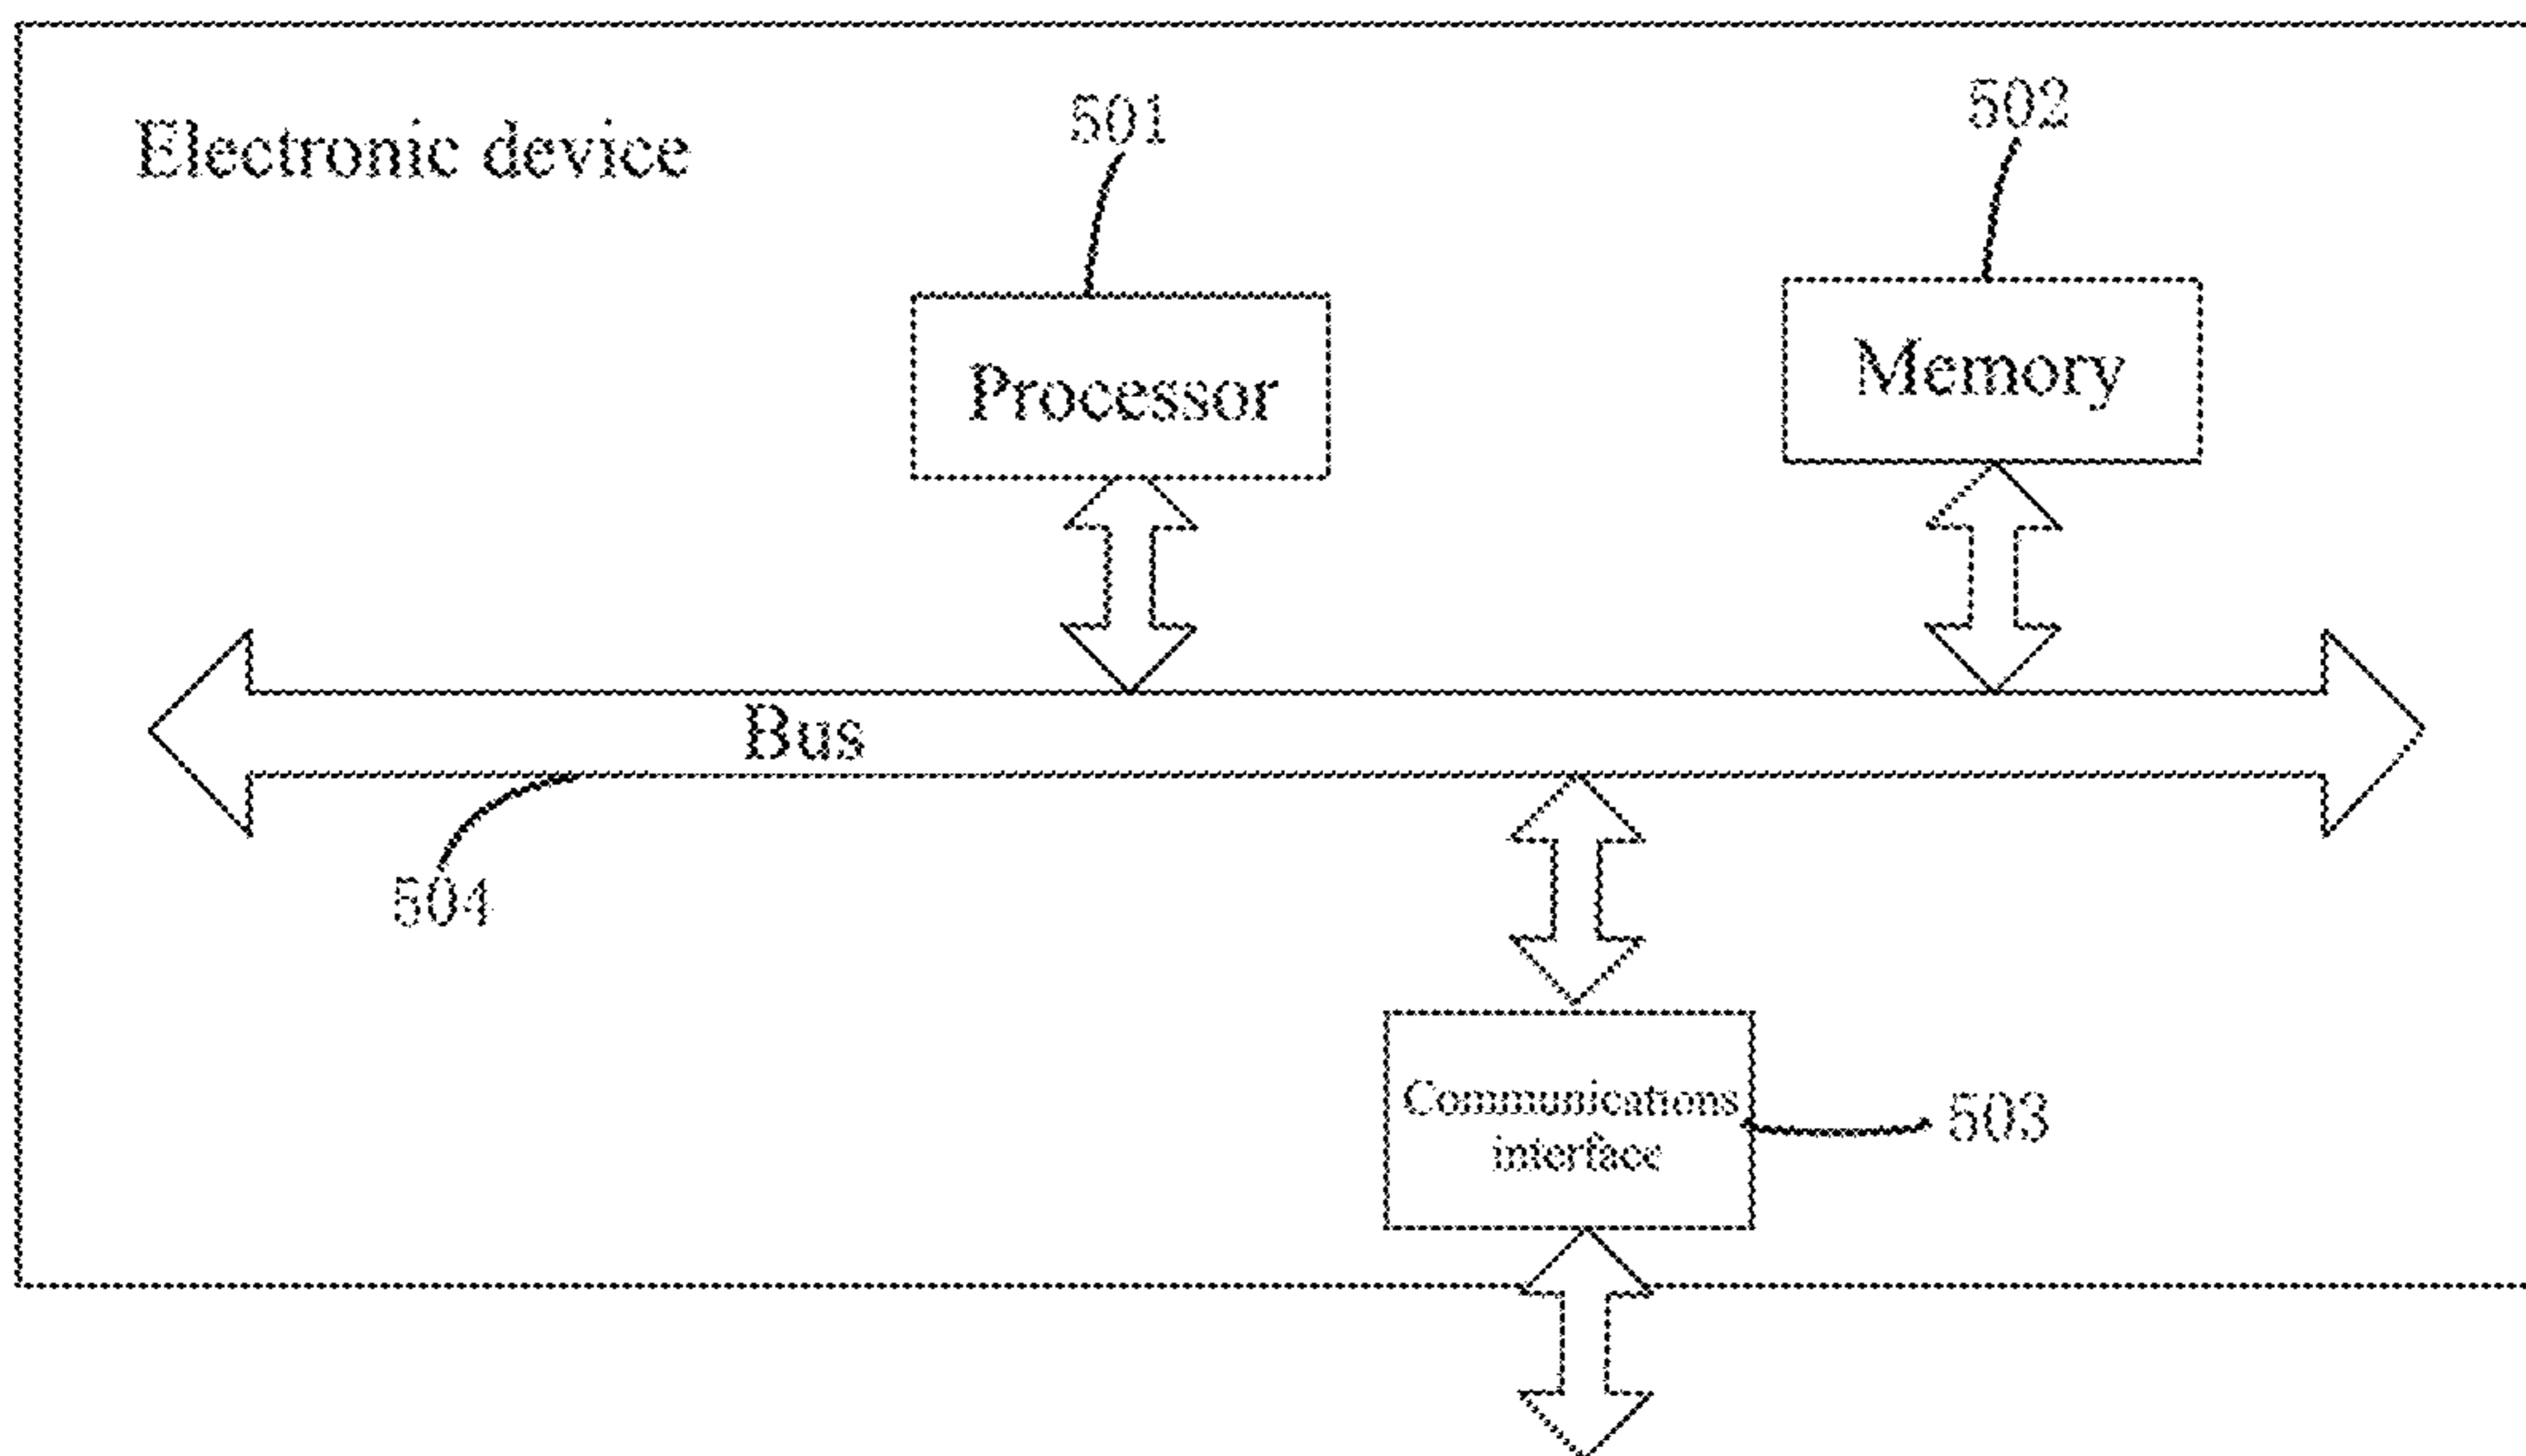 Electronic device
501
502
Processor
Memory
Bus
504
Communications
interface
503